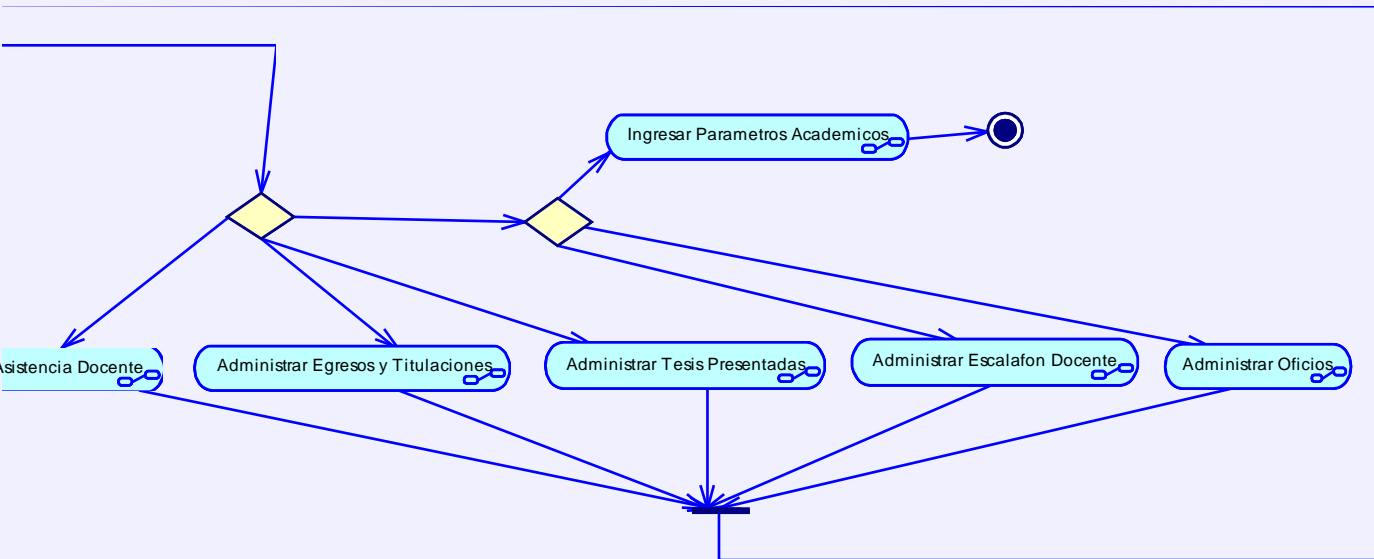 Ingresar Parametros Academicos
Asistencia Docente
Administrar Egresos y Titulaciones
Administrar Tesis Presentadas
Administrar Escalafon Docente
Administrar Oficios